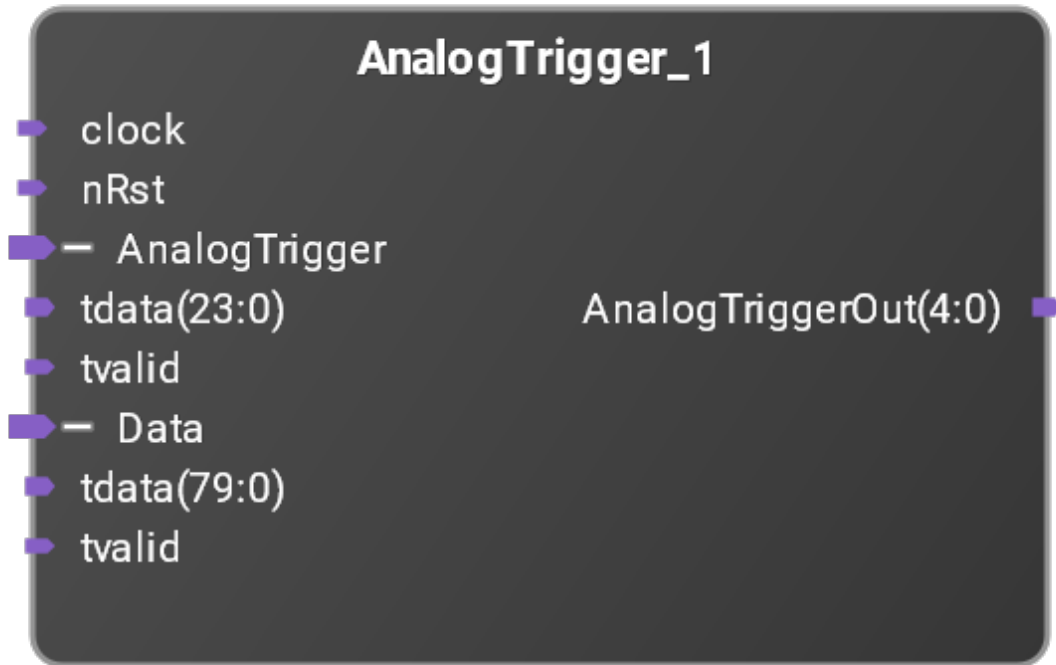 AnalogTrigger_1
clock
nRst
AnalogTrigger
tdata(23:0)
AnalogTriggerOut(4:0)
tvalid
Data
tdata(79:0)
tvalid